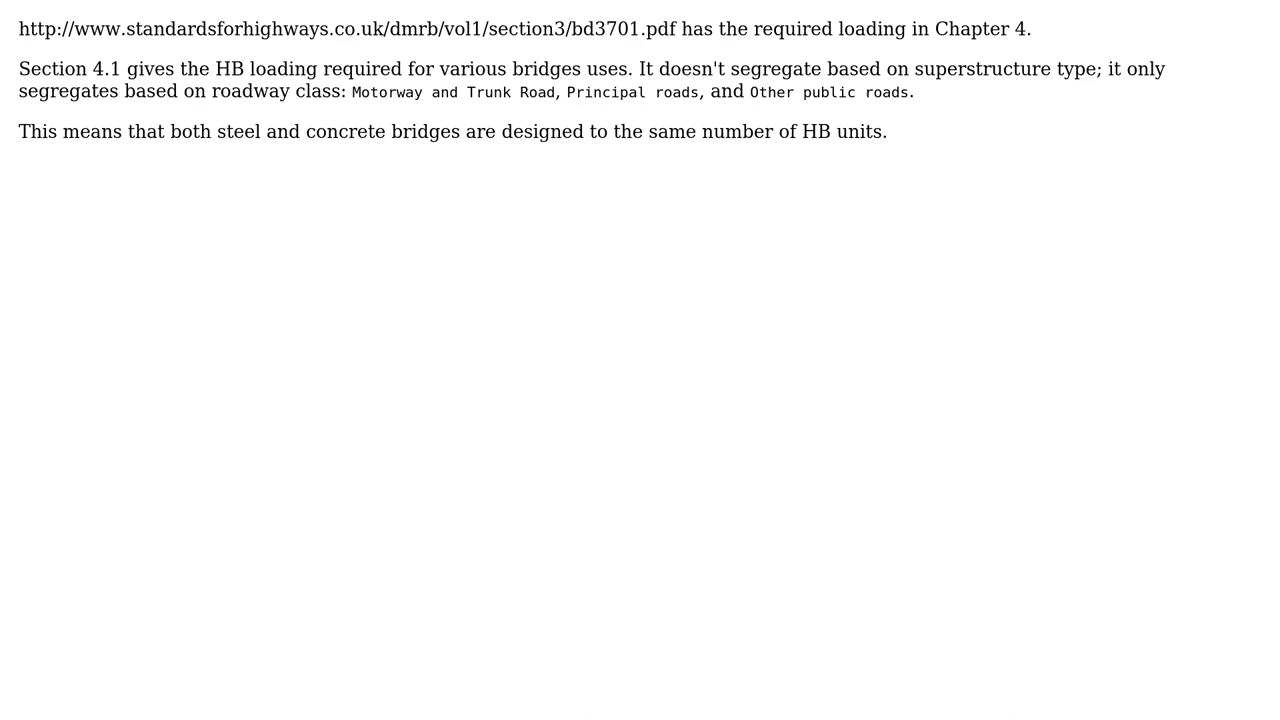 http://www.standardsforhighways.co.uk/dmrb/vol1/section3/bd3701.pdf has the required loading in Chapter 4.
Section 4.1 gives the HB loading required for various bridges uses. It doesn't segregate based on superstructure type; it only
segregates based on roadway class: Motorway and Trunk Road, Principal roads, and Other public roads.
This means that both steel and concrete bridges are designed to the same number of HB units.